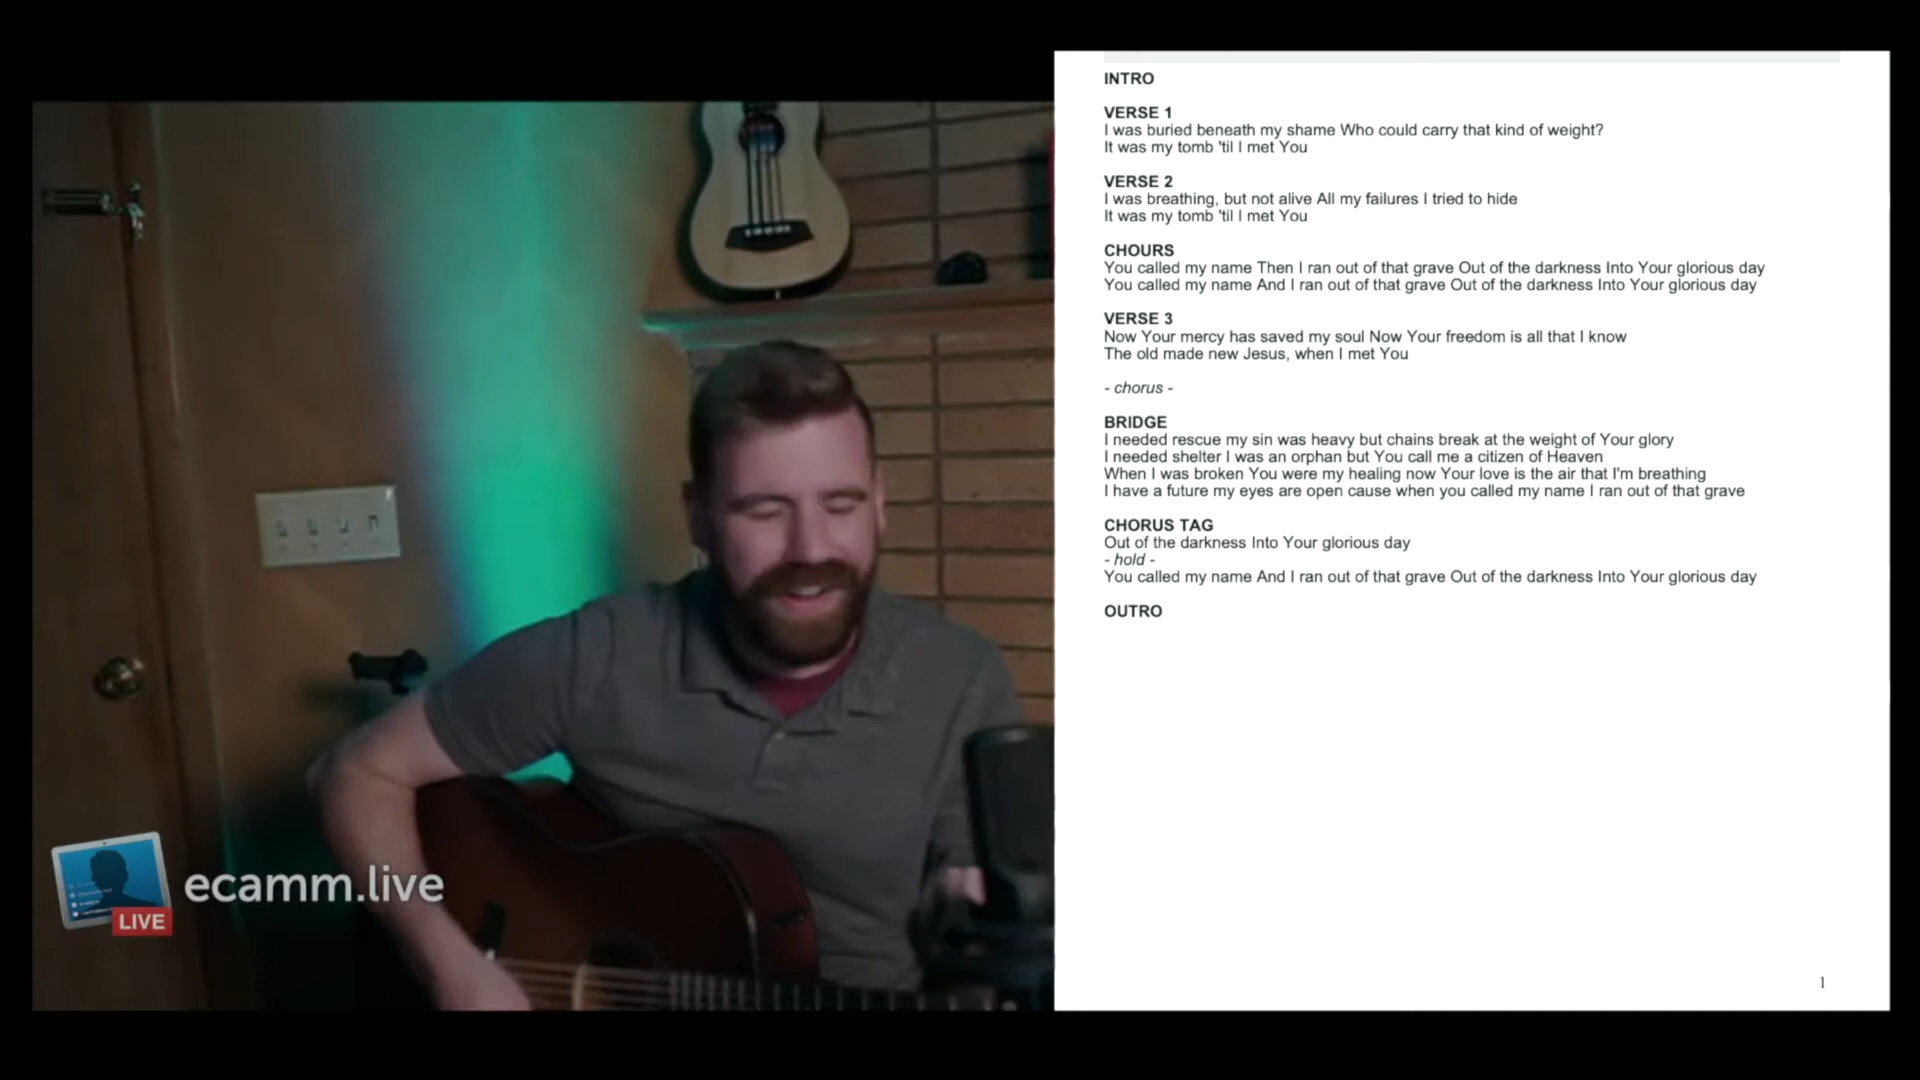 INTRO
VERSE 1
I was buried beneath my shame Who could carry that kind of weight?
It was my tomb 'til I met You
VERSE 2
I was breathing, but not alive All my failures I tried to hide
It was my tomb 'til I met You
CHOURS
You called my name Then I ran out of that grave Out of the darkness Into Your glorious day
You called my name And I ran out of that grave Out of the darkness Into Your glorious day
VERSE 3
Now Your mercy has saved my soul Now Your freedom is all that I know
The old made new Jesus, when I met You
- chorus -
BRIDGE
I needed rescue my sin was heavy but chains break at the weight of Your glory
I needed shelter I was an orphan but You call me a citizen of Heaven
When I was broken You were my healing now Your love is the air that I'm breathing
I have a future my eyes are open cause when you called my name I ran out of that grave
CHORUS TAG
Out of the darkness Into Your glorious day
- hold -
You called my name And I ran out of that grave Out of the darkness Into Your glorious day
OUTRO
1
LIVE
ecamm.live